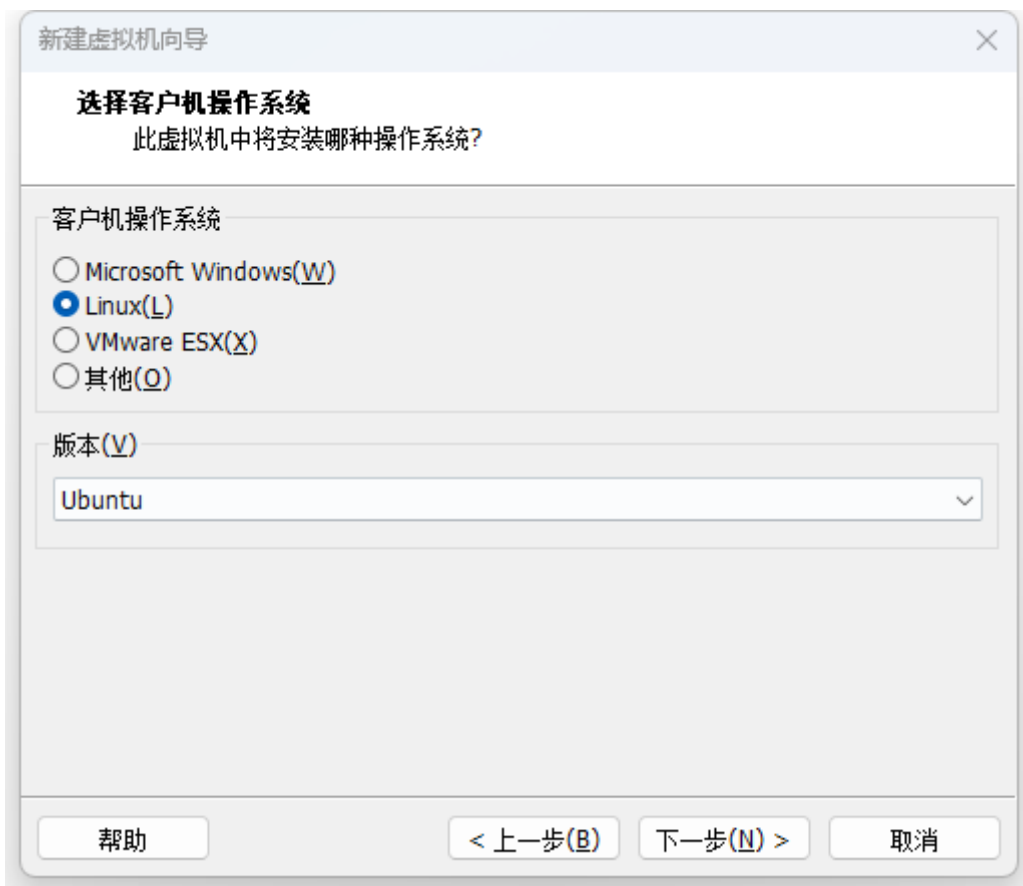 新建虚拟机向导
选择客户机操作系统
此虚拟机中将安装哪种操作系统?
客户机操作系统
Microsoft Windows(W)
Linux(L)
VMware ESX(X)
其他(O)
版本(V)
Ubuntu
帮助
< 上一步(B)
下一步(N) >
取消